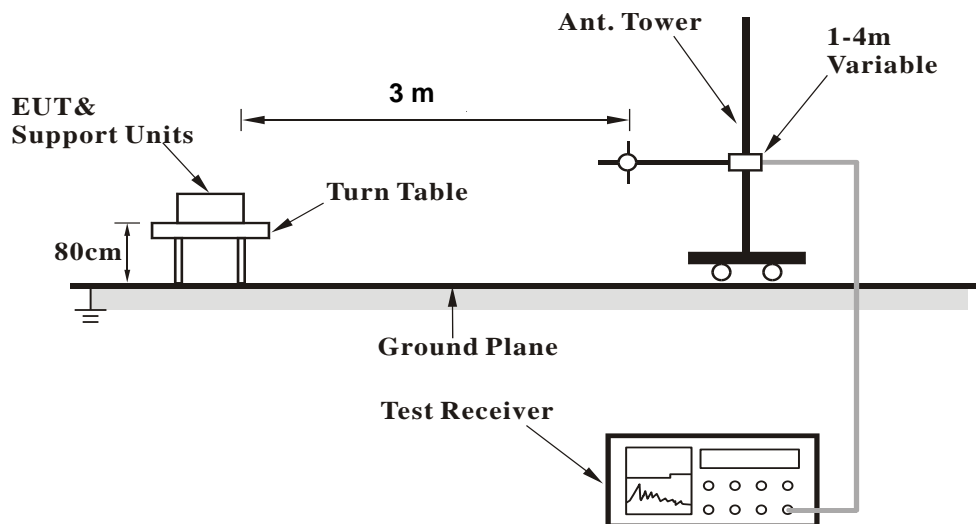 Ant. Tower
1-4m
Variable
3 m
EUT&
Support Units
Turn Table
80cm
Ground Plane
Test Receiver